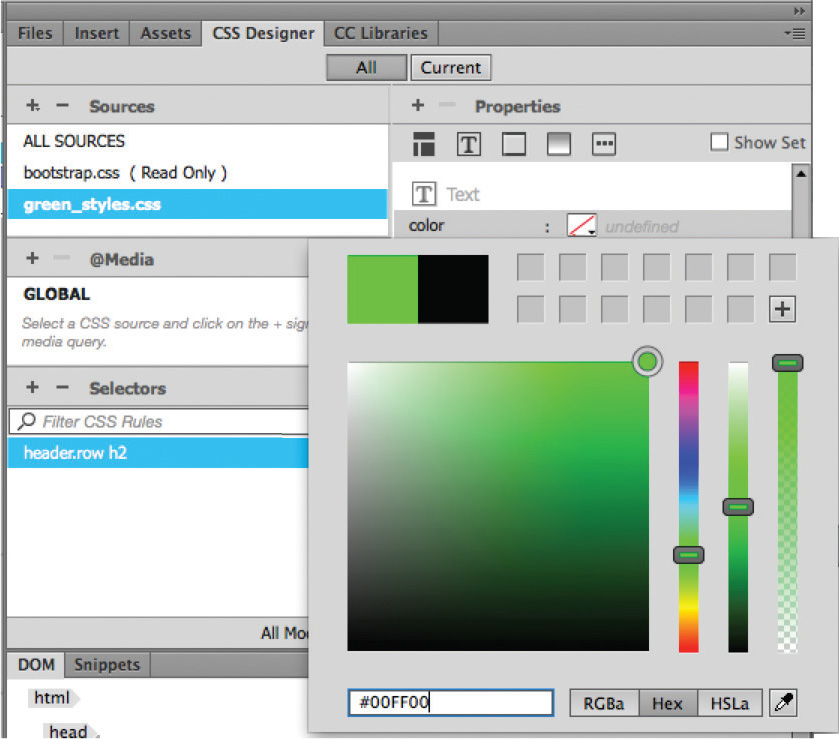 Files Insert Assets CSS Designer CC Libraries
All Current
Sources
ALL SOURCES
bootstrap.css ( Read Only )
green_styles.css
@Media
GLOBAL
Select a CSS source and click on the + sig
media query.
Selectors
Filter CSS Rules
header.row h2
All Mo
DOM Snippets
html
head
Properties
T Show Set
T Text
color : undefined
#00FF00 RGBa Hex HSLa